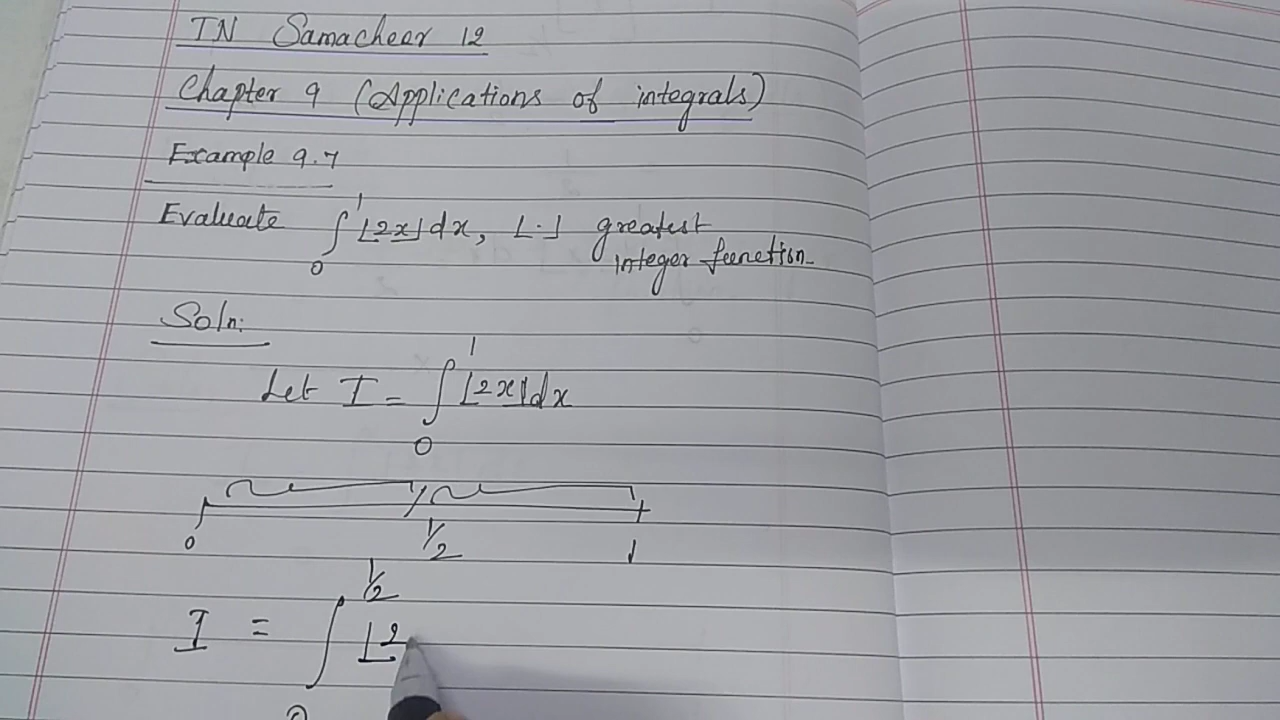 TN Samacheer 12
Chapter 9 (Applications of integrals)
Example 9.7
Evaluate ∫₀¹ ⌊2x⌋dx, ⌊.⌋ greatest
integer function.
Soln:
Let I = ∫₀¹ ⌊2x⌋dx
0 1/2 1
I = ∫₀^(1/2) ⌊2